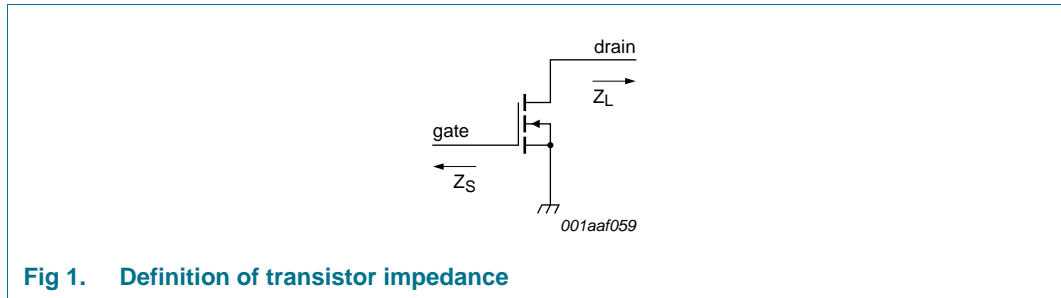 drain
Z_L
gate
Z_S
001aaf059
Fig 1. Definition of transistor impedance